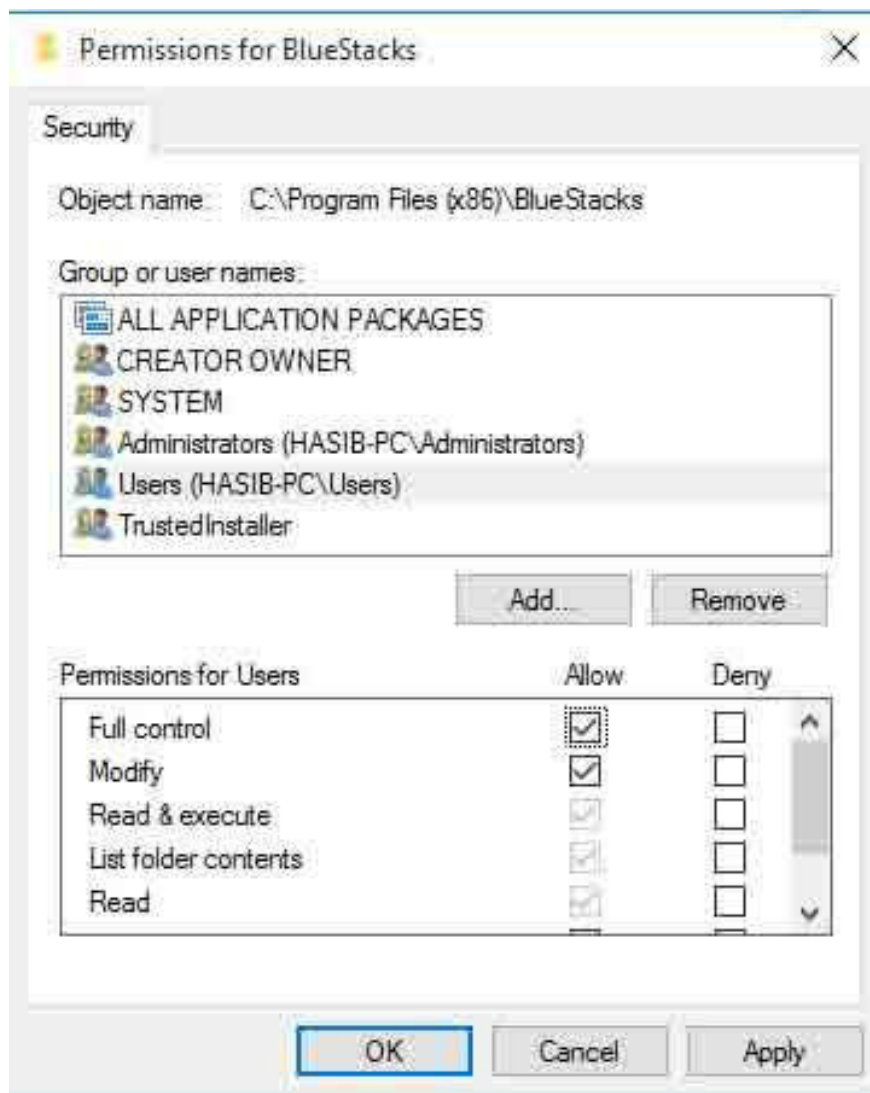 Permissions for BlueStacks
Security
Object name: C:\Program Files (x86)\BlueStacks
Group or user names:
ALL APPLICATION PACKAGES
CREATOR OWNER
SYSTEM
Administrators (HASIB-PC\Administrators)
Users (HASIB-PC\Users)
TrustedInstaller
Add... Remove
Permissions for Users Allow Deny
Full control
Modify
Read & execute
List folder contents
Read
OK Cancel Apply